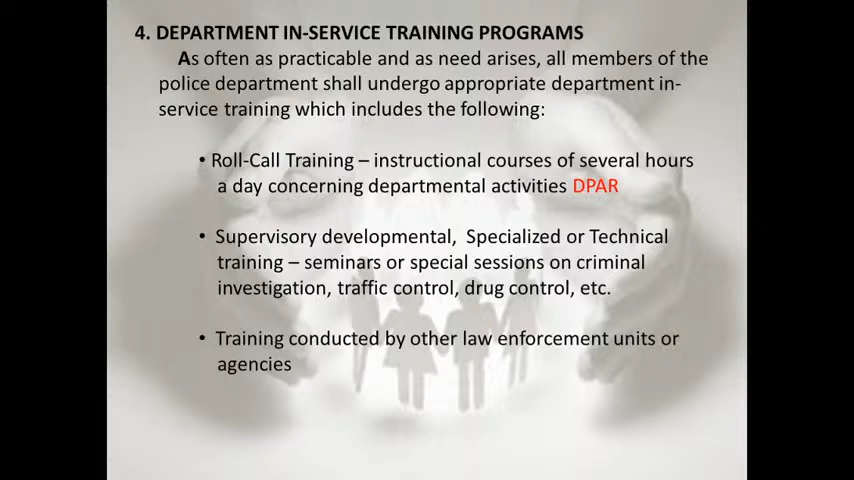 4. DEPARTMENT IN-SERVICE TRAINING PROGRAMS
As often as practicable and as need arises, all members of the
police department shall undergo appropriate department in-
service training which includes the following:
• Roll-Call Training – instructional courses of several hours
a day concerning departmental activities DPAR
• Supervisory developmental, Specialized or Technical
training – seminars or special sessions on criminal
investigation, traffic control, drug control, etc.
• Training conducted by other law enforcement units or
agencies